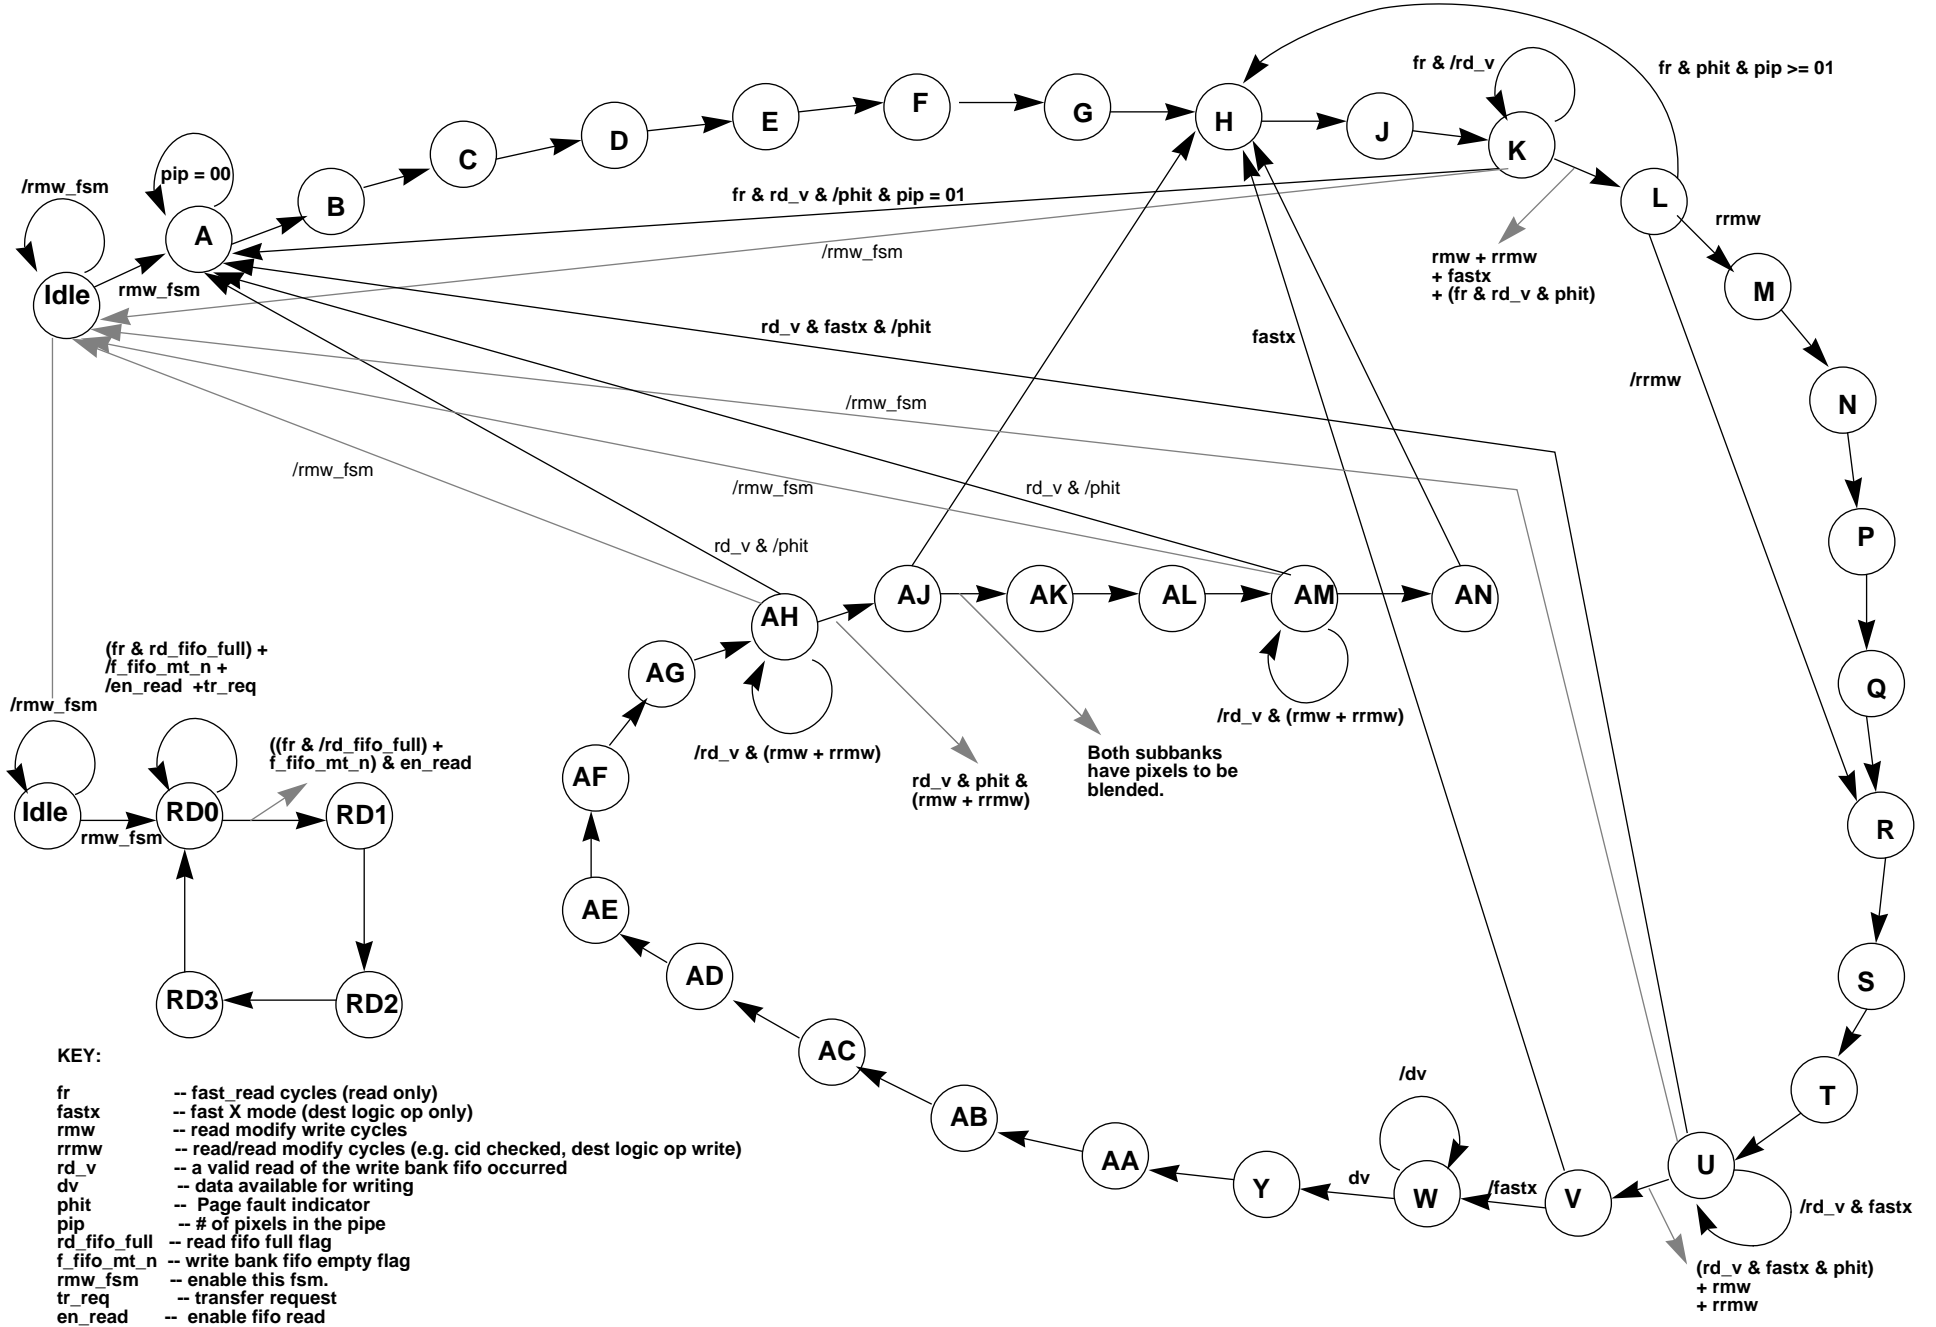 fr & phit & pip >= 01
fr & /rd_v
F
G
E
H
D
J
K
C
/rmw_fsm
pip = 00
B
fr & rd_v & /phit & pip = 01
L
rrmw
A
/rmw_fsm
rmw + rrmw
+ fastx
+ (fr & rd_v & phit)
Idle
rmw_fsm
M
rd_v & fastx & /phit
fastx
/rrmw
/rmw_fsm
N
/rmw_fsm
/rmw_fsm
rd_v & /phit
rd_v & /phit
P
AH
AJ
AK
AL
AM
AN
(fr & rd_fifo_full) +
/f_fifo_mt_n +
/en_read +tr_req
AG
Q
/rmw_fsm
/rd_v & (rmw + rrmw)
/rd_v & (rmw + rrmw)
((fr & /rd_fifo_full) +
f_fifo_mt_n) & en_read
Both subbanks
have pixels to be
blended.
rd_v & phit &
(rmw + rrmw)
AF
Idle
rmw_fsm
RD0
RD1
R
AE
AD
S
RD3
RD2
AC
/dv
T
AB
AA
Y
dv
W
/fastx
V
U
/rd_v & fastx
(rd_v & fastx & phit)
+ rmw
+ rrmw
KEY:
fr -- fast_read cycles (read only)
fastx -- fast X mode (dest logic op only)
rmw -- read modify write cycles
rrmw -- read/read modify cycles (e.g. cid checked, dest logic op write)
rd_v -- a valid read of the write bank fifo occurred
dv -- data available for writing
phit -- Page fault indicator
pip -- # of pixels in the pipe
rd_fifo_full -- read fifo full flag
f_fifo_mt_n -- write bank fifo empty flag
rmw_fsm -- enable this fsm.
tr_req -- transfer request
en_read -- enable fifo read